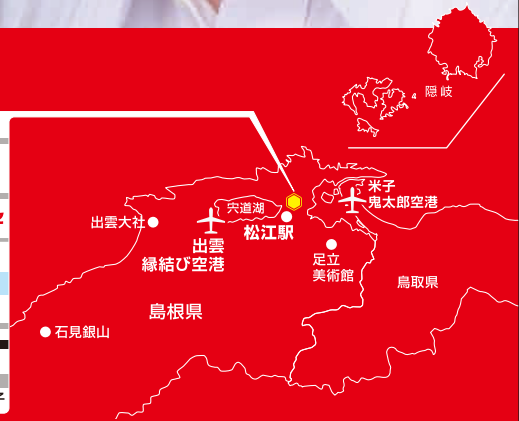 隠岐
米子
鬼太郎空港
宍道湖
出雲大社
松江駅
出雲
縁結び空港
足立
美術館
鳥取県
島根県
石見銀山